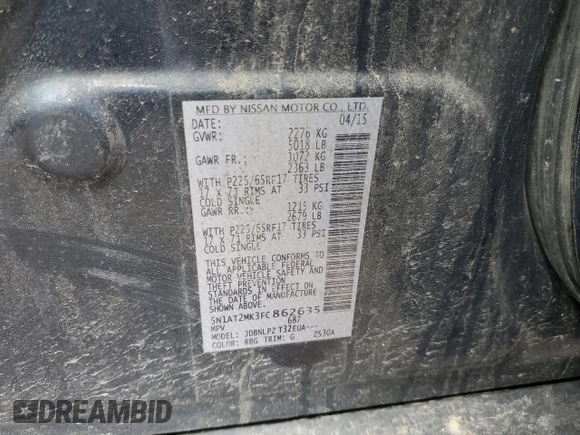 MFD BY NISSAN MOTOR CO., LTD.
DATE: 04/15
GVWR: 2276 KG
5018 LB
GAWR FR.: 1072 KG
2363 LB
WITH P225/65RF17 TIRES
17 X 7J RIMS AT 33 PSI
COLD SINGLE
GAWR RR.: 1215 KG
2679 LB
WITH P225/65RF17 TIRES
17 X 7J RIMS AT 33 PSI
COLD SINGLE
THIS VEHICLE CONFORMS TO
ALL APPLICABLE FEDERAL
MOTOR VEHICLE SAFETY AND
THEFT PREVENTION
STANDARDS IN EFFECT ON
THE DATE OF MANUFACTURE
SHOWN ABOVE.
5N1AT2MK3FC862635
MPV 687
MODEL: JDBNLPZ T32EUA---
COLOR: RBG TRIM: G 2S30A
DREAMBID